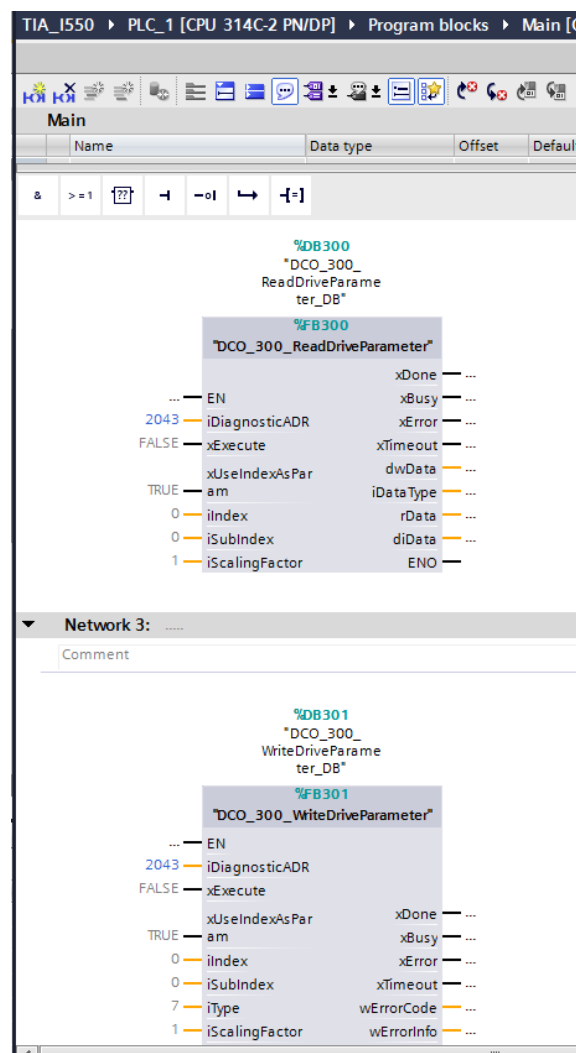 TIA_I550 ▸ PLC_1 [CPU 314C-2 PN/DP] ▸ Program blocks ▸ Main [
Main
Name Data type Offset Default
& >=1 ?? ⊣ –o| ↦ –[=]
%DB300
"DCO_300_
ReadDriveParame
ter_DB"
%FB300
"DCO_300_ReadDriveParameter"
xDone ...
... EN xBusy ...
2043 iDiagnosticADR xError ...
FALSE xExecute xTimeout ...
xUseIndexAsPar dwData ...
TRUE am iDataType ...
0 iIndex rData ...
0 iSubIndex diData ...
1 iScalingFactor ENO
Network 3: .....
Comment
%DB301
"DCO_300_
WriteDriveParame
ter_DB"
%FB301
"DCO_300_WriteDriveParameter"
... EN
2043 iDiagnosticADR
FALSE xExecute
xUseIndexAsPar xDone ...
TRUE am xBusy ...
0 iIndex xError ...
0 iSubIndex xTimeout ...
7 iType wErrorCode ...
1 iScalingFactor wErrorInfo ...